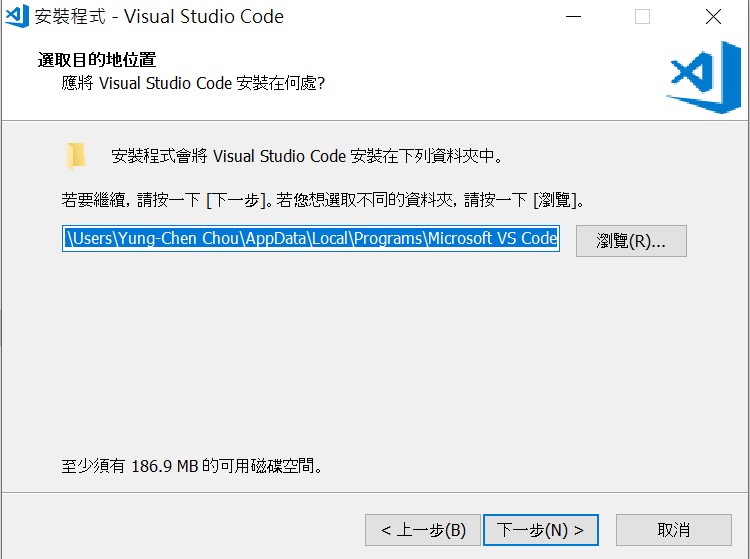 安裝程式 - Visual Studio Code
選取目的地位置
應將 Visual Studio Code 安裝在何處?
安裝程式會將 Visual Studio Code 安裝在下列資料夾中。
若要繼續, 請按一下 [下一步]。若您想選取不同的資料夾, 請按一下 [瀏覽]。
\Users\Yung-Chen Chou\AppData\Local\Programs\Microsoft VS Code
瀏覽(R)...
至少須有 186.9 MB 的可用磁碟空間。
< 上一步(B) 下一步(N) > 取消